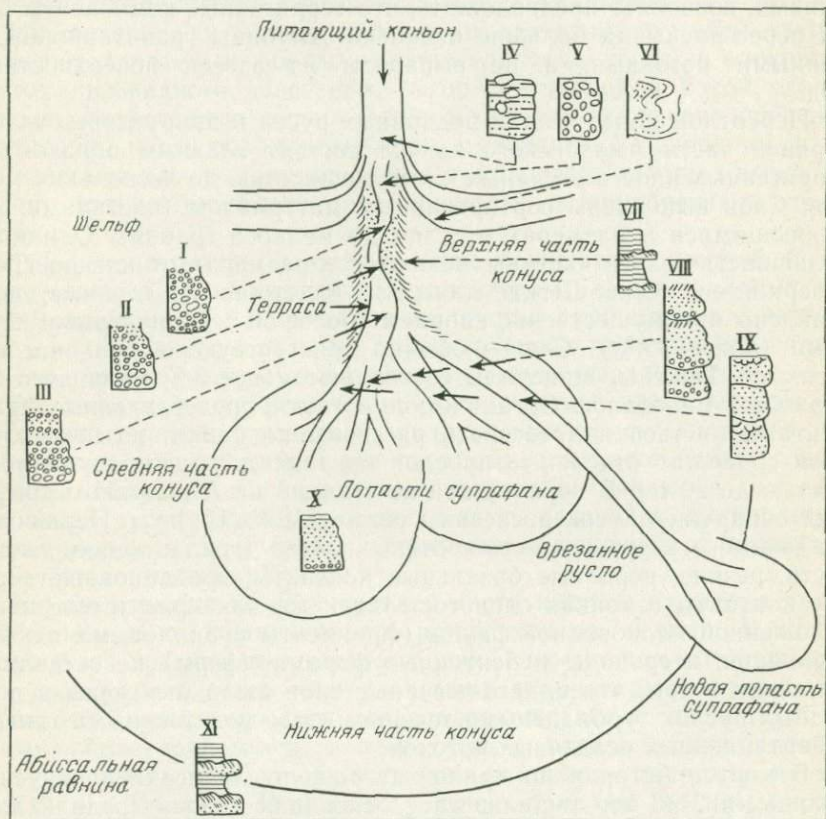 Питающий каньон
IV V VI
Шельф
I
Верхняя часть
конуса
VII
II
Терраса
VIII
III
IX
Средняя часть
конуса
X
Лопасти супрафана
Врезанное
русло
Новая лопасть
супрафана
XI
Нижняя часть конуса
Абиссальная
равнина